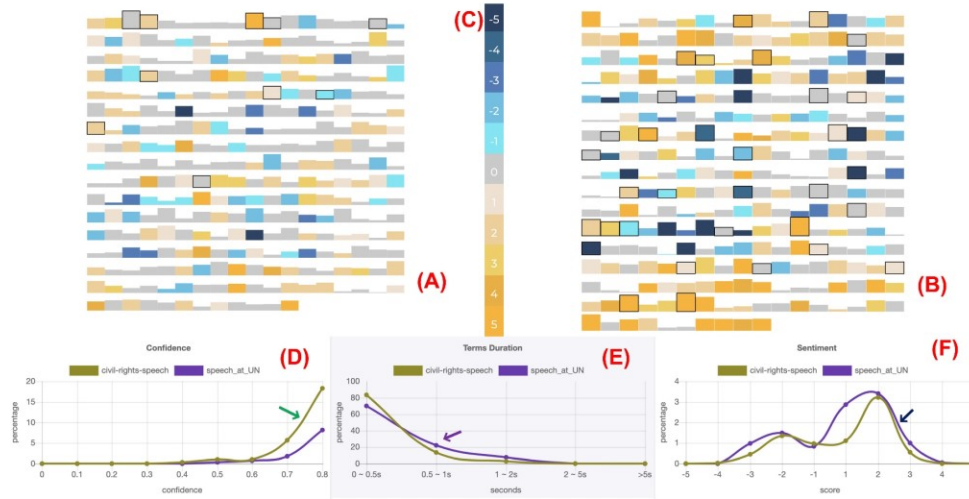 (C)
-5
-4
-3
-2
-1
0
1
2
3
4
5
(A)
(B)
Confidence
(D)
civil-rights-speech speech_at_UN
percentage
20
15
10
5
0
0 0.1 0.2 0.3 0.4 0.5 0.6 0.7 0.8
confidence
Terms Duration
(E)
civil-rights-speech speech_at_UN
percentage
100
80
60
40
20
0
0 ~ 0.5s 0.5 ~ 1s 1 ~ 2s 2 ~ 5s >5s
seconds
Sentiment
(F)
civil-rights-speech speech_at_UN
percentage
4
3
2
1
0
-5 -4 -3 -2 -1 1 2 3 4
score